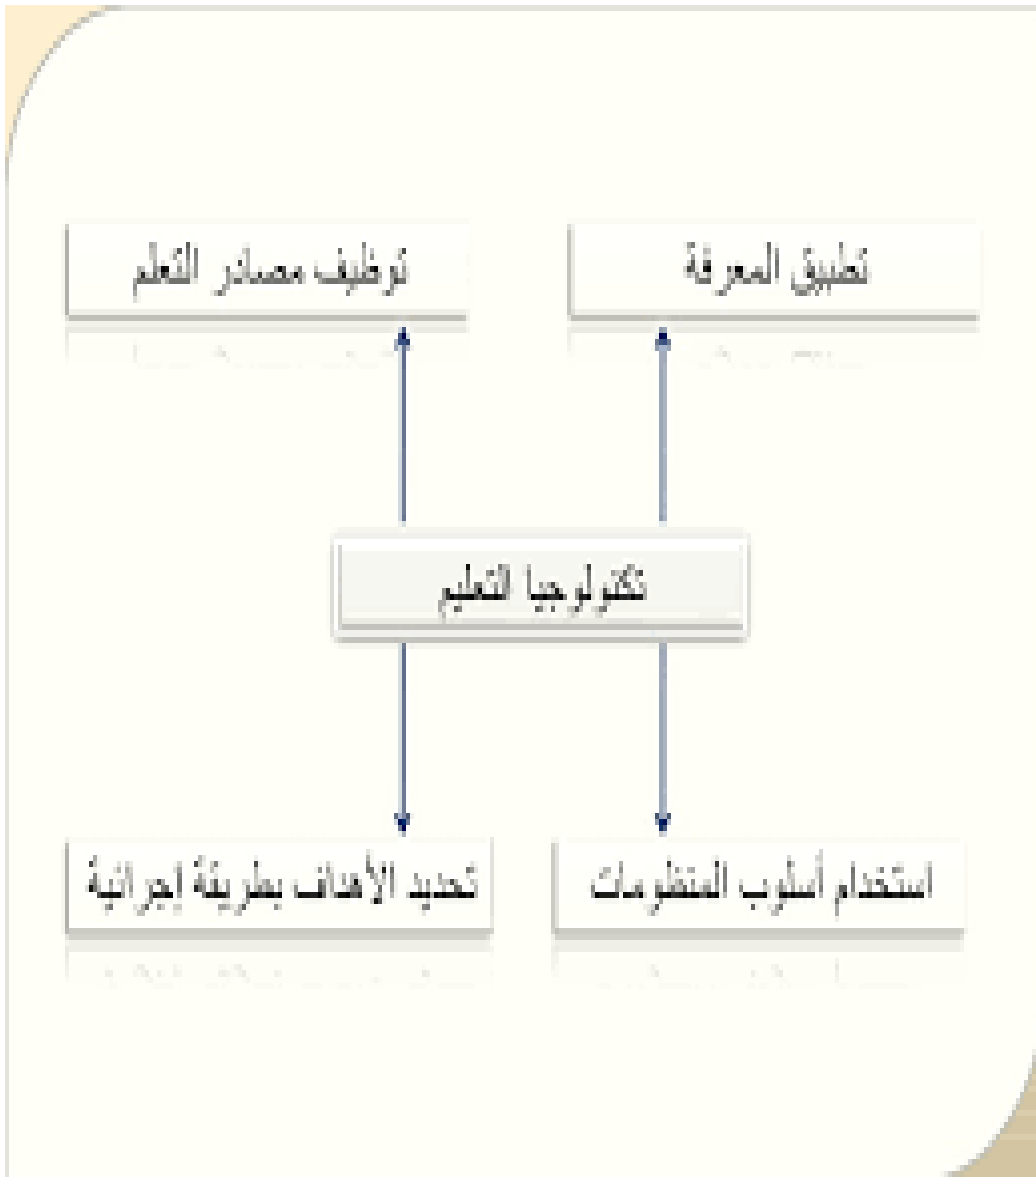 تطبيق المعرفة
توظيف مصادر التعلم
تكنولوجيا التعليم
استخدام أسلوب المنظومات
تحديد الأهداف بطريقة إجرائية